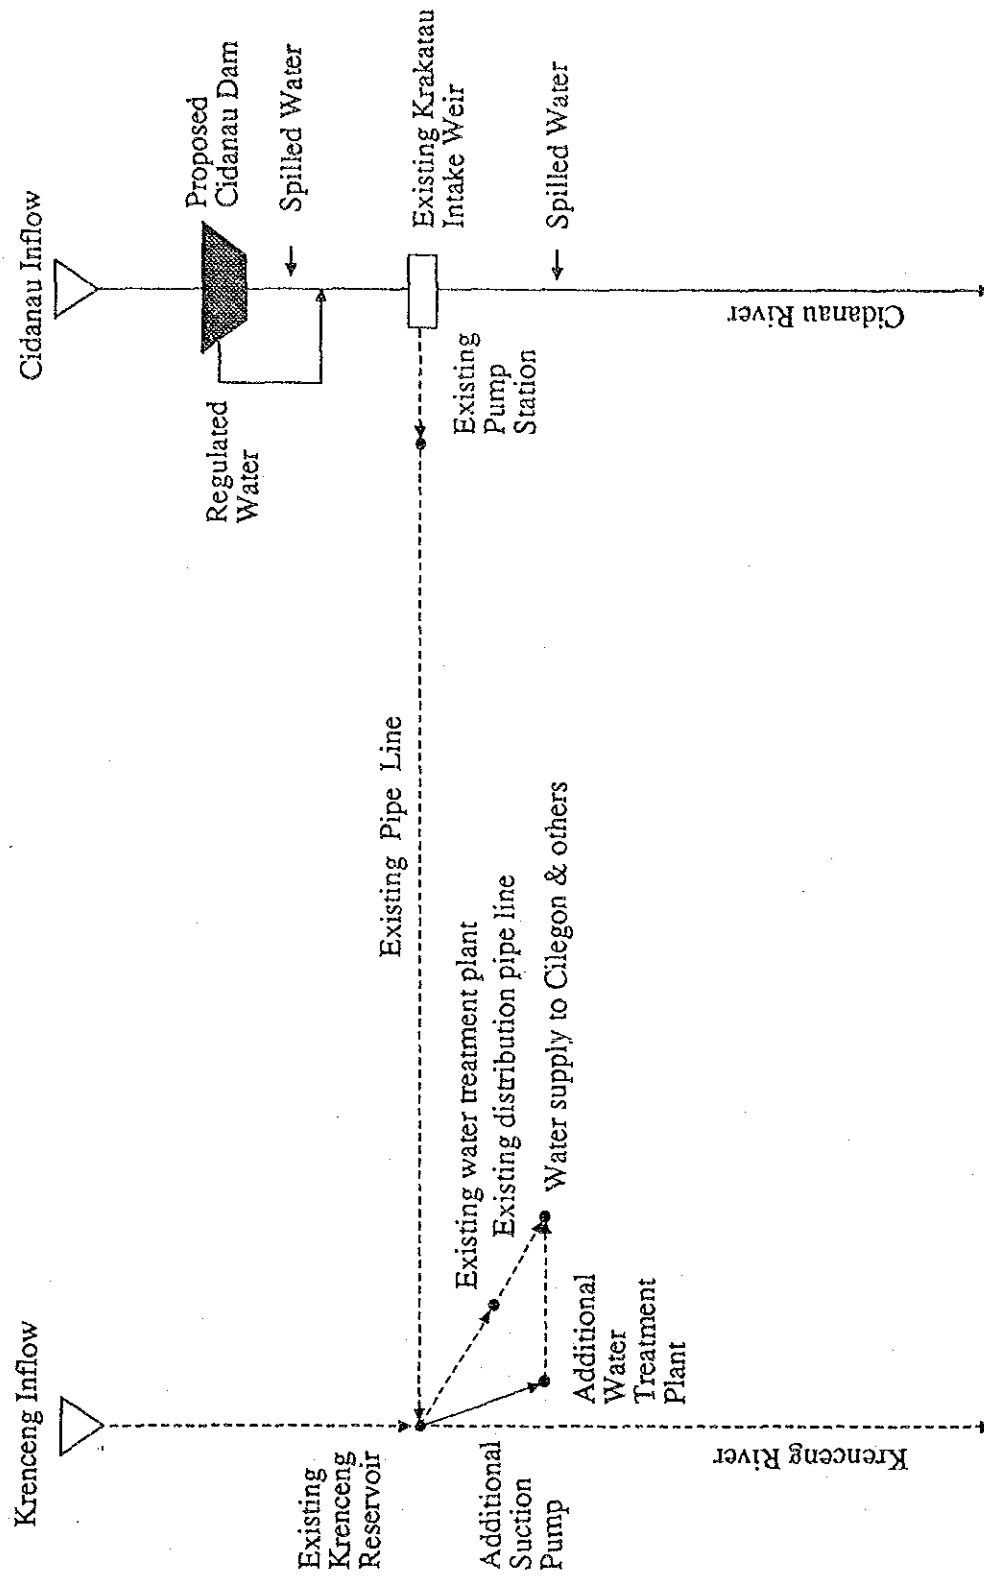 Krenceng Inflow
Cidanau Inflow
Proposed
Cidanau Dam
Regulated
Water
Spilled Water
Existing Krakatau
Intake Weir
Existing
Pump
Station
Spilled Water
Cidanau River
Existing Pipe Line
Existing
Krenceng
Reservoir
Existing water treatment plant
Existing distribution pipe line
Water supply to Cilegon & others
Additional
Suction
Pump
Additional
Water
Treatment
Plant
Krenceng River